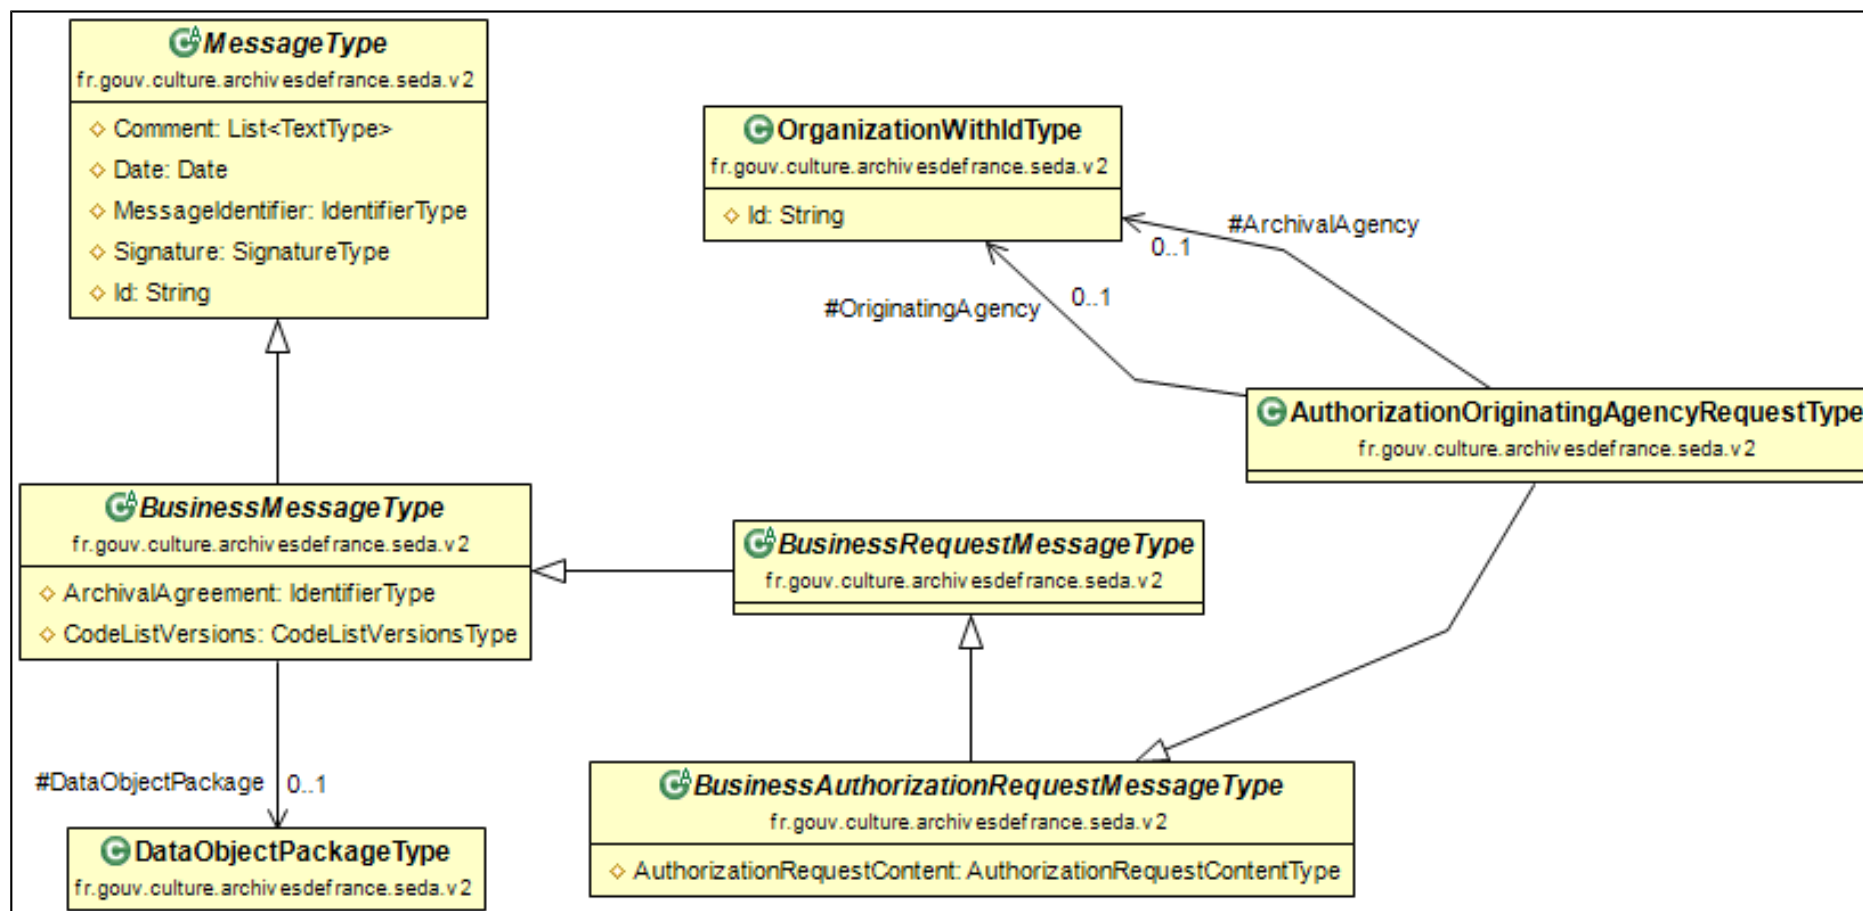 MessageType
fr.gouv.culture.archivesdefrance.seda.v2
Comment: List<TextType>
Date: Date
MessageIdentifier: IdentifierType
Signature: SignatureType
Id: String
OrganizationWithIdType
fr.gouv.culture.archivesdefrance.seda.v2
Id: String
#ArchivalAgency
0..1
#OriginatingAgency
0..1
AuthorizationOriginatingAgencyRequestType
fr.gouv.culture.archivesdefrance.seda.v2
BusinessMessageType
fr.gouv.culture.archivesdefrance.seda.v2
ArchivalAgreement: IdentifierType
CodeListVersions: CodeListVersionsType
BusinessRequestMessageType
fr.gouv.culture.archivesdefrance.seda.v2
#DataObjectPackage
0..1
BusinessAuthorizationRequestMessageType
fr.gouv.culture.archivesdefrance.seda.v2
AuthorizationRequestContent: AuthorizationRequestContentType
DataObjectPackageType
fr.gouv.culture.archivesdefrance.seda.v2